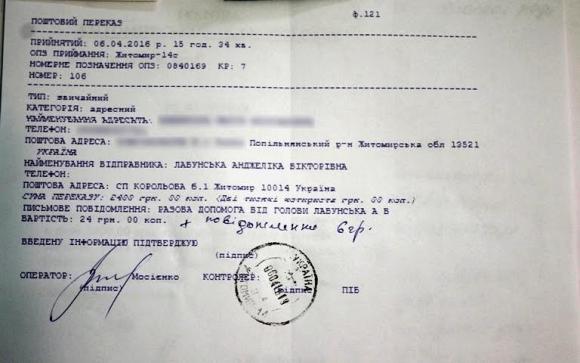 ф.121
ПОШТОВИЙ ПЕРЕКАЗ
ПРИЙНЯТИЙ: 06.04.2016 р. 15 год. 34 хв.
ОПЗ ПРИЙМАННЯ: Житомир-14с
НОМЕРНЕ ПОЗНАЧЕННЯ ОПЗ: 0840169 КР: 7
НОМЕР: 106
ТИП: звичайний
КАТЕГОРІЯ: адресний
НАЙМЕНУВАННЯ АДРЕСАТА:
ТЕЛЕФОН:
ПОШТОВА АДРЕСА: Попільнянський р-н Житомирська обл 13521
УКРАЇНА
НАЙМЕНУВАННЯ ВІДПРАВНИКА: ЛАБУНСЬКА АНДЖЕЛІКА ВІКТОРІВНА
ТЕЛЕФОН:
ПОШТОВА АДРЕСА: СП КОРОЛЬОВА б.1 Житомир 10014 Україна
СУМА ПЕРЕКАЗУ: 2400 грн. 00 коп. (Дві тисячі чотириста грн. 00 коп.)
ПИСЬМОВЕ ПОВІДОМЛЕННЯ: РАЗОВА ДОПОМОГА ВІД ГОЛОВИ ЛАБУНСЬКА А В
ВАРТІСТЬ: 24 грн. 00 коп. + повідомлення 6гр.
ВВЕДЕНУ ІНФОРМАЦІЮ ПІДТВЕРДЖУЮ
(підпис)
ОПЕРАТОР: Мосієнко КОНТРОЛЕР:
(підпис) підпис ПІБ
УКРАЇНА